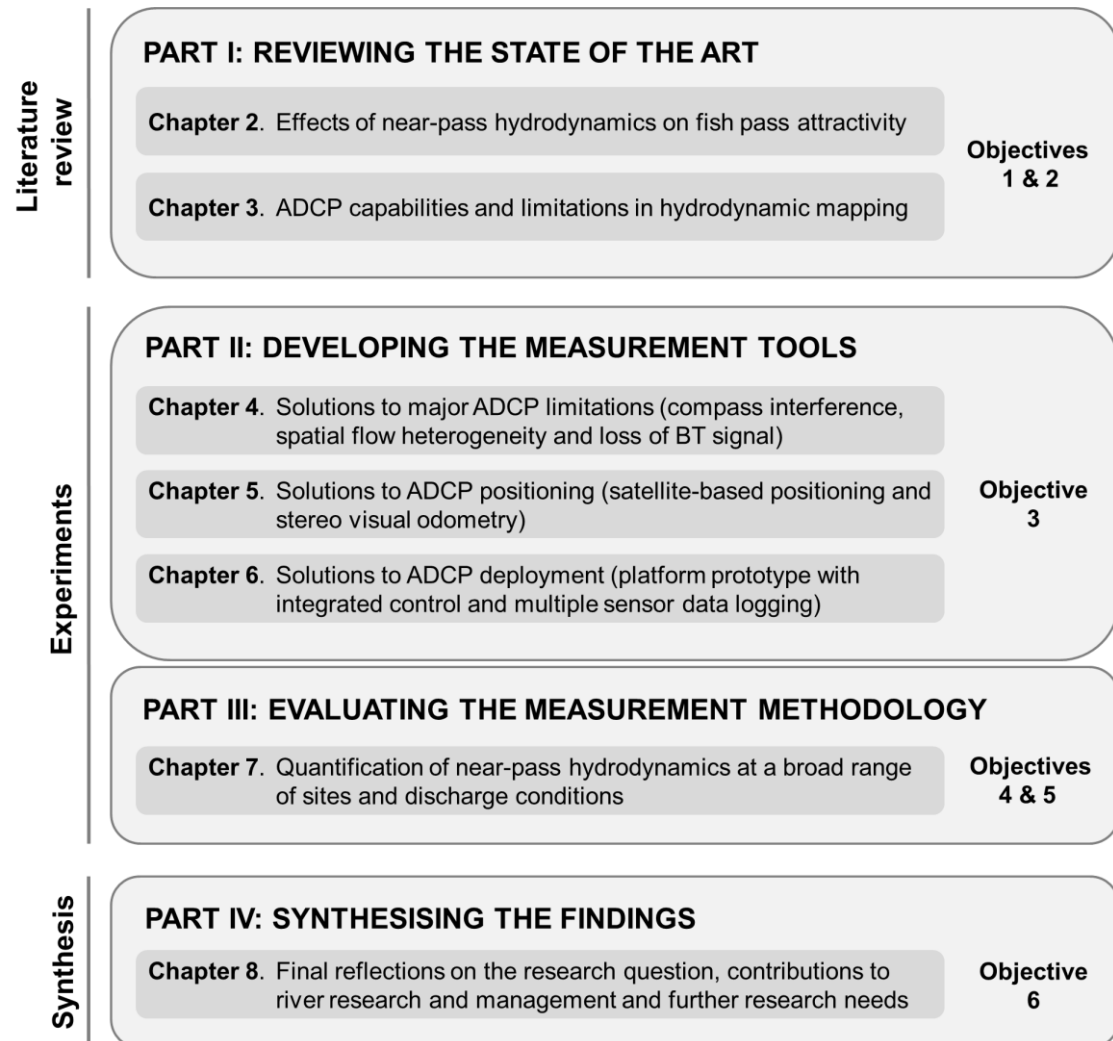 Literature
review
PART I: REVIEWING THE STATE OF THE ART
Chapter 2. Effects of near-pass hydrodynamics on fish pass attractivity
Chapter 3. ADCP capabilities and limitations in hydrodynamic mapping
Objectives
1 & 2
Experiments
PART II: DEVELOPING THE MEASUREMENT TOOLS
Chapter 4. Solutions to major ADCP limitations (compass interference,
spatial flow heterogeneity and loss of BT signal)
Chapter 5. Solutions to ADCP positioning (satellite-based positioning and
stereo visual odometry)
Chapter 6. Solutions to ADCP deployment (platform prototype with
integrated control and multiple sensor data logging)
Objective
3
PART III: EVALUATING THE MEASUREMENT METHODOLOGY
Chapter 7. Quantification of near-pass hydrodynamics at a broad range
of sites and discharge conditions
Objectives
4 & 5
Synthesis
PART IV: SYNTHESISING THE FINDINGS
Chapter 8. Final reflections on the research question, contributions to
river research and management and further research needs
Objective
6